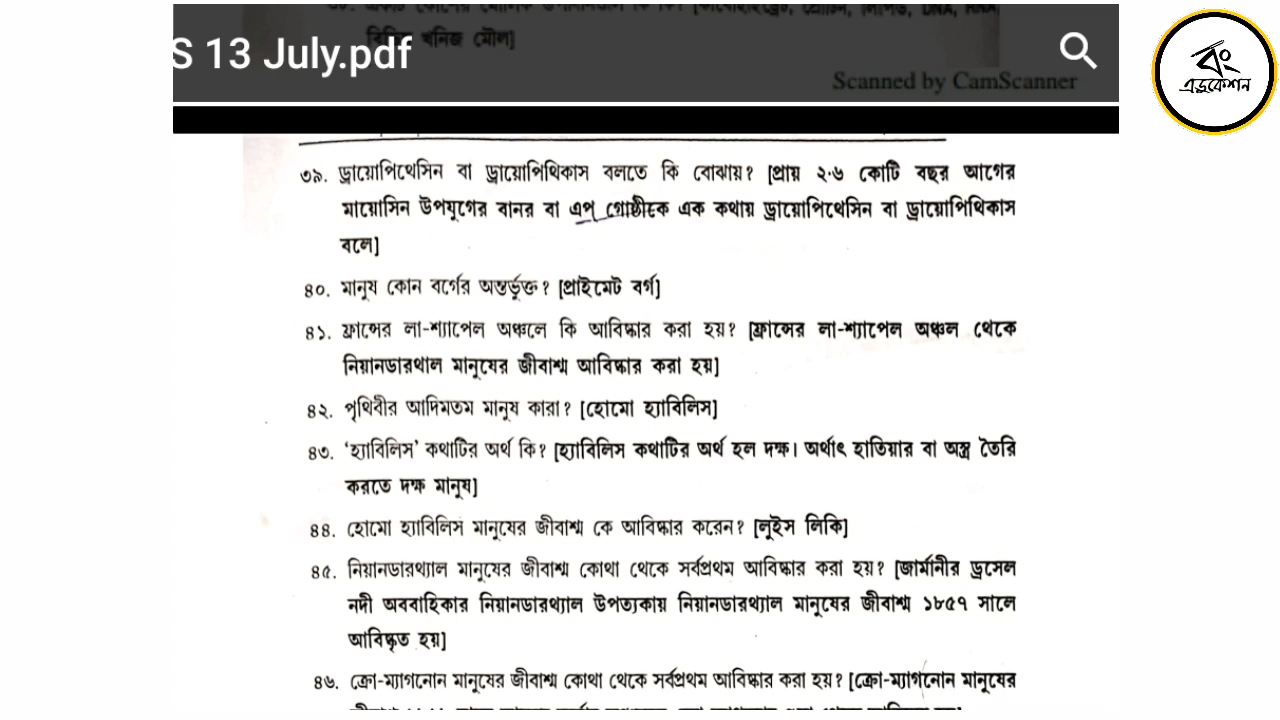 বিভিন্ন খনিজ মৌল]
S 13 July.pdf
Scanned by CamScanner
বং
এডুকেশন
৩৯. ড্রায়োপিথেসিন বা ড্রায়োপিথিকাস বলতে কি বোঝায়? [প্রায় ২·৬ কোটি বছর আগের
মায়োসিন উপযুগের বানর বা এপ্ গোষ্ঠীকে এক কথায় ড্রায়োপিথেসিন বা ড্রায়োপিথিকাস
বলে]
৪০. মানুষ কোন বর্গের অন্তর্ভুক্ত? [প্রাইমেট বর্গ]
৪১. ফ্রান্সের লা-শ্যাপেল অঞ্চলে কি আবিষ্কার করা হয়? [ফ্রান্সের লা-শ্যাপেল অঞ্চল থেকে
নিয়ানডারথাল মানুষের জীবাশ্ম আবিষ্কার করা হয়]
৪২. পৃথিবীর আদিমতম মানুষ কারা? [হোমো হ্যাবিলিস]
৪৩. ‘হ্যাবিলিস’ কথাটির অর্থ কি? [হ্যাবিলিস কথাটির অর্থ হল দক্ষ। অর্থাৎ হাতিয়ার বা অস্ত্র তৈরি
করতে দক্ষ মানুষ]
৪৪. হোমো হ্যাবিলিস মানুষের জীবাশ্ম কে আবিষ্কার করেন? [লুইস লিকি]
৪৫. নিয়ানডারথ্যাল মানুষের জীবাশ্ম কোথা থেকে সর্বপ্রথম আবিষ্কার করা হয়? [জার্মানীর ড্রসেল
নদী অববাহিকার নিয়ানডারথ্যাল উপত্যকায় নিয়ানডারথ্যাল মানুষের জীবাশ্ম ১৮৫৭ সালে
আবিষ্কৃত হয়]
৪৬. ক্রো-ম্যাগনোন মানুষের জীবাশ্ম কোথা থেকে সর্বপ্রথম আবিষ্কার করা হয়? [ক্রো-ম্যাগনোন মানুষের